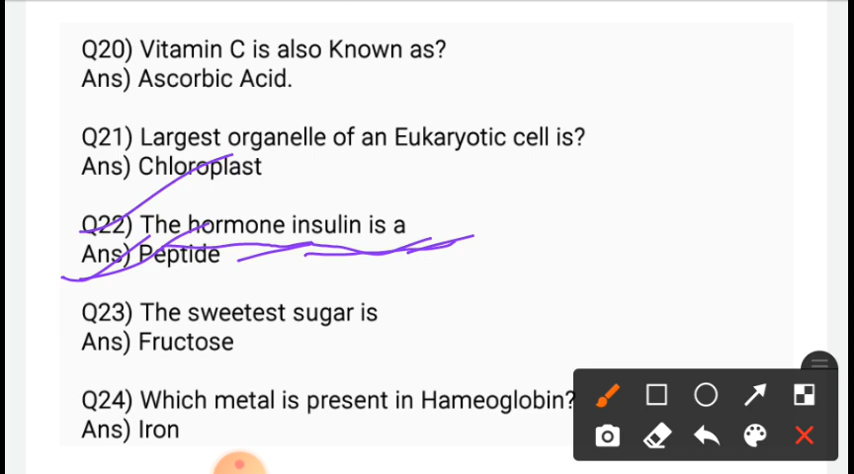 Q20) Vitamin C is also Known as?
Ans) Ascorbic Acid.
Q21) Largest organelle of an Eukaryotic cell is?
Ans) Chloroplast
Q22) The hormone insulin is a
Ans) Peptide
Q23) The sweetest sugar is
Ans) Fructose
Q24) Which metal is present in Hameoglobin?
Ans) Iron